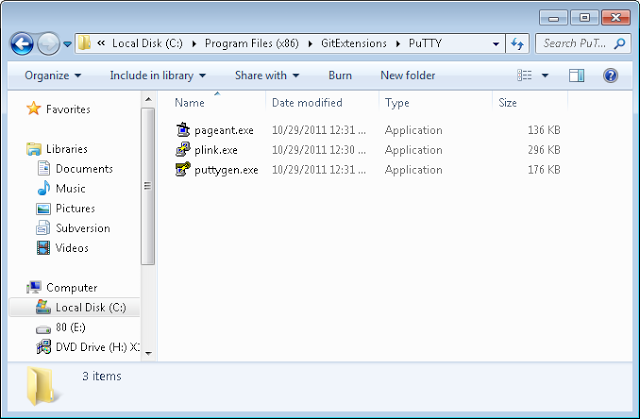 « Local Disk (C:) ▸ Program Files (x86) ▸ GitExtensions ▸ PuTTY
Search PuT...
Organize ▾ Include in library ▾ Share with ▾ Burn New folder
Name Date modified Type Size
Favorites
Libraries
Documents
Music
Pictures
Subversion
Videos
Computer
Local Disk (C:)
80 (E:)
DVD Drive (H:) X:
pageant.exe 10/29/2011 12:31 ... Application 136 KB
plink.exe 10/29/2011 12:30 ... Application 296 KB
puttygen.exe 10/29/2011 12:31 ... Application 176 KB
3 items